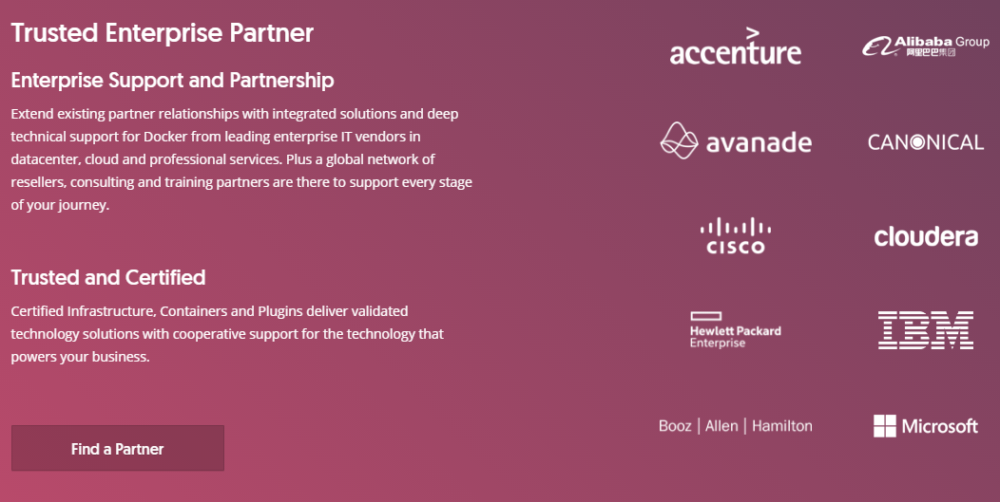 Trusted Enterprise Partner
Enterprise Support and Partnership
Extend existing partner relationships with integrated solutions and deep
technical support for Docker from leading enterprise IT vendors in
datacenter, cloud and professional services. Plus a global network of
resellers, consulting and training partners are there to support every stage
of your journey.
Trusted and Certified
Certified Infrastructure, Containers and Plugins deliver validated
technology solutions with cooperative support for the technology that
powers your business.
Find a Partner
accenture
Alibaba Group
阿里巴巴集团
avanade
CANONICAL
CISCO
cloudera
Hewlett Packard
Enterprise
IBM
Booz | Allen | Hamilton
Microsoft